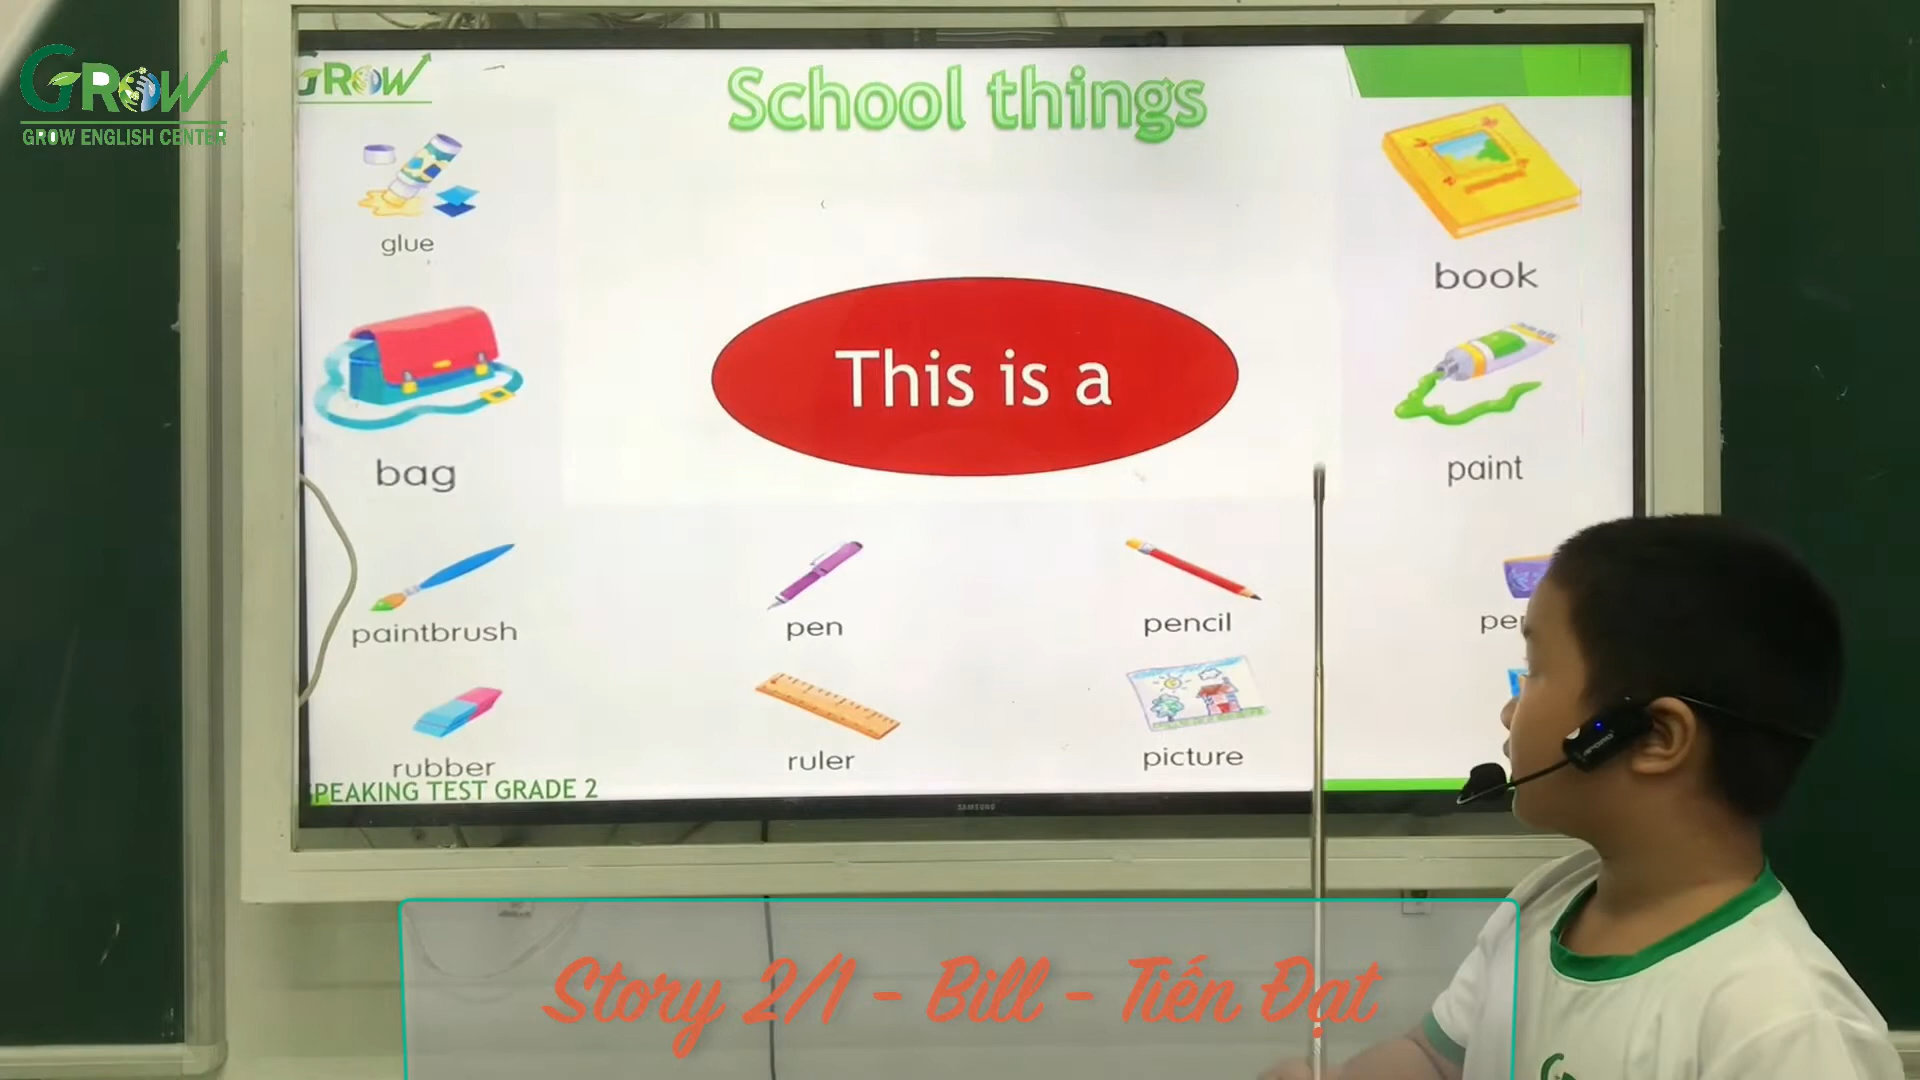 GROW
GROW ENGLISH CENTER
GROW
School things
glue
book
This is a
bag
paint
paintbrush
pen
pencil
rubber
ruler
picture
SPEAKING TEST GRADE 2
SAMSUNG
Story 2/1 - Bill - Tiến Đạt